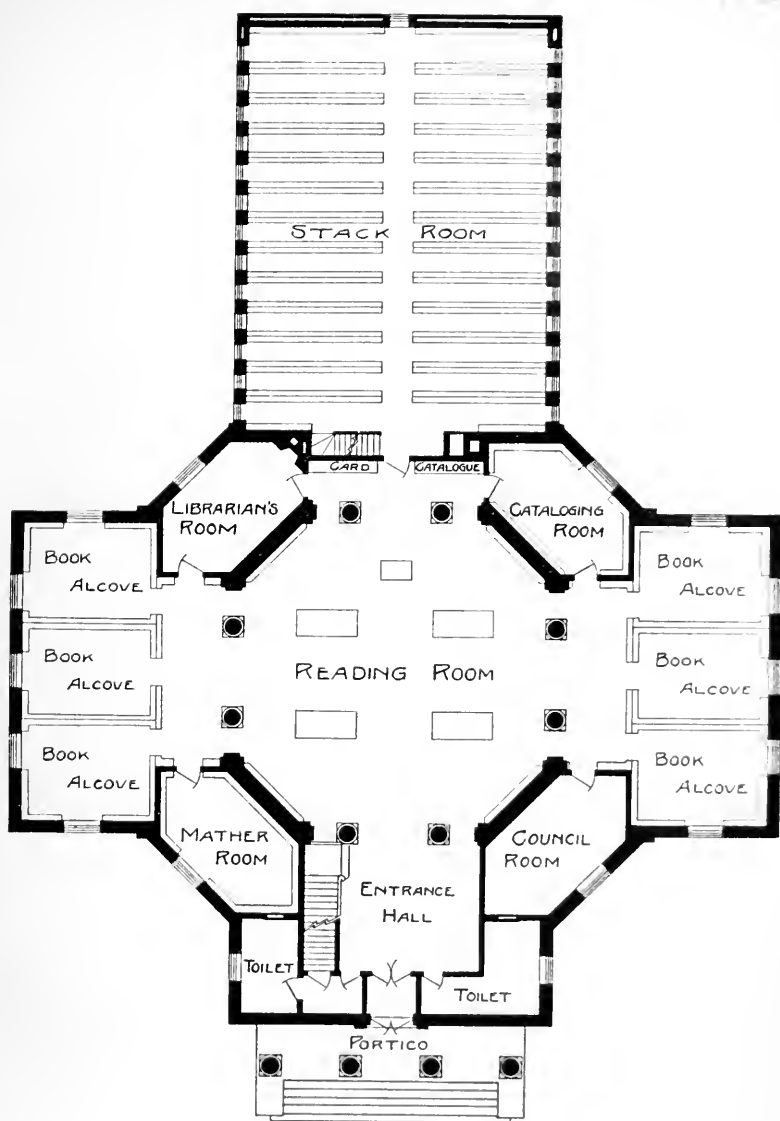 STACK ROOM
CARD
CATALOGUE
LIBRARIAN'S
ROOM
CATALOGING
ROOM
BOOK
ALCOVE
BOOK
ALCOVE
BOOK
ALCOVE
READING ROOM
BOOK
ALCOVE
BOOK
ALCOVE
BOOK
ALCOVE
MATHER
ROOM
COUNCIL
ROOM
ENTRANCE
HALL
TOILET
TOILET
PORTICO